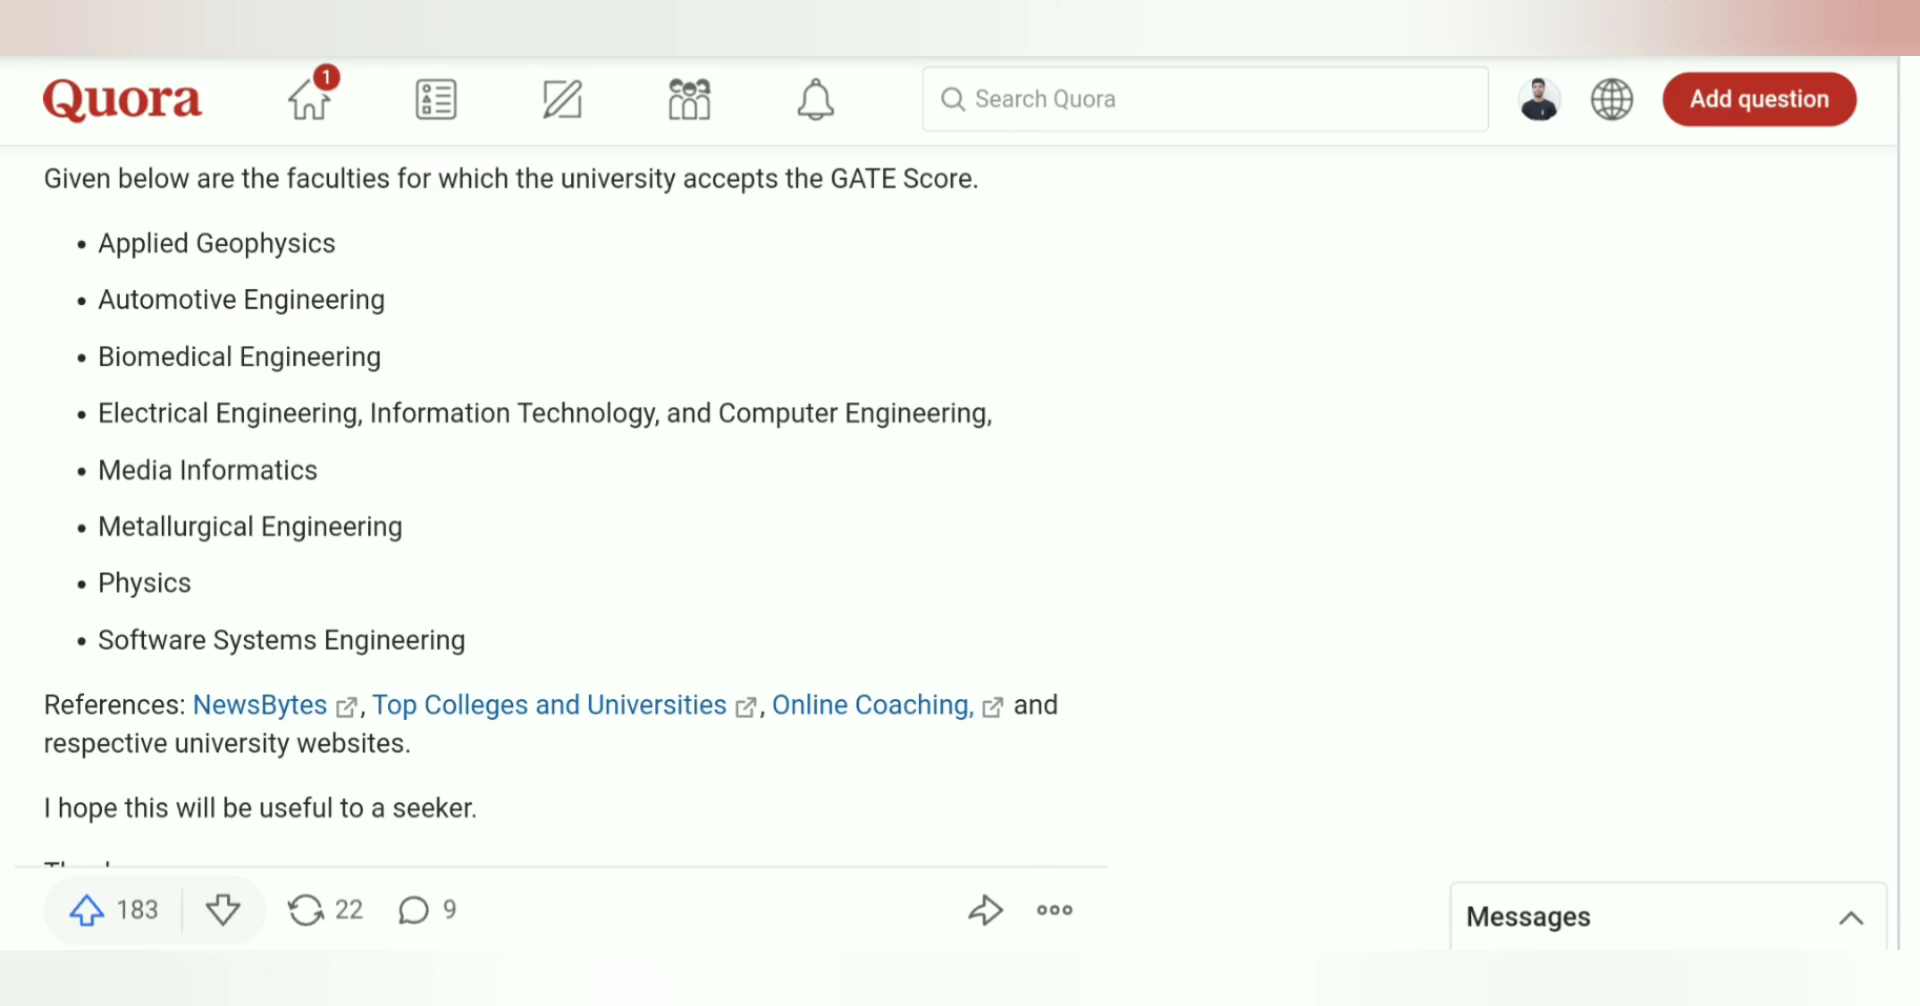 Quora
1
Search Quora
Add question
Given below are the faculties for which the university accepts the GATE Score.
• Applied Geophysics
• Automotive Engineering
• Biomedical Engineering
• Electrical Engineering, Information Technology, and Computer Engineering,
• Media Informatics
• Metallurgical Engineering
• Physics
• Software Systems Engineering
References: NewsBytes, Top Colleges and Universities, Online Coaching, and
respective university websites.
I hope this will be useful to a seeker.
183
22
9
Messages